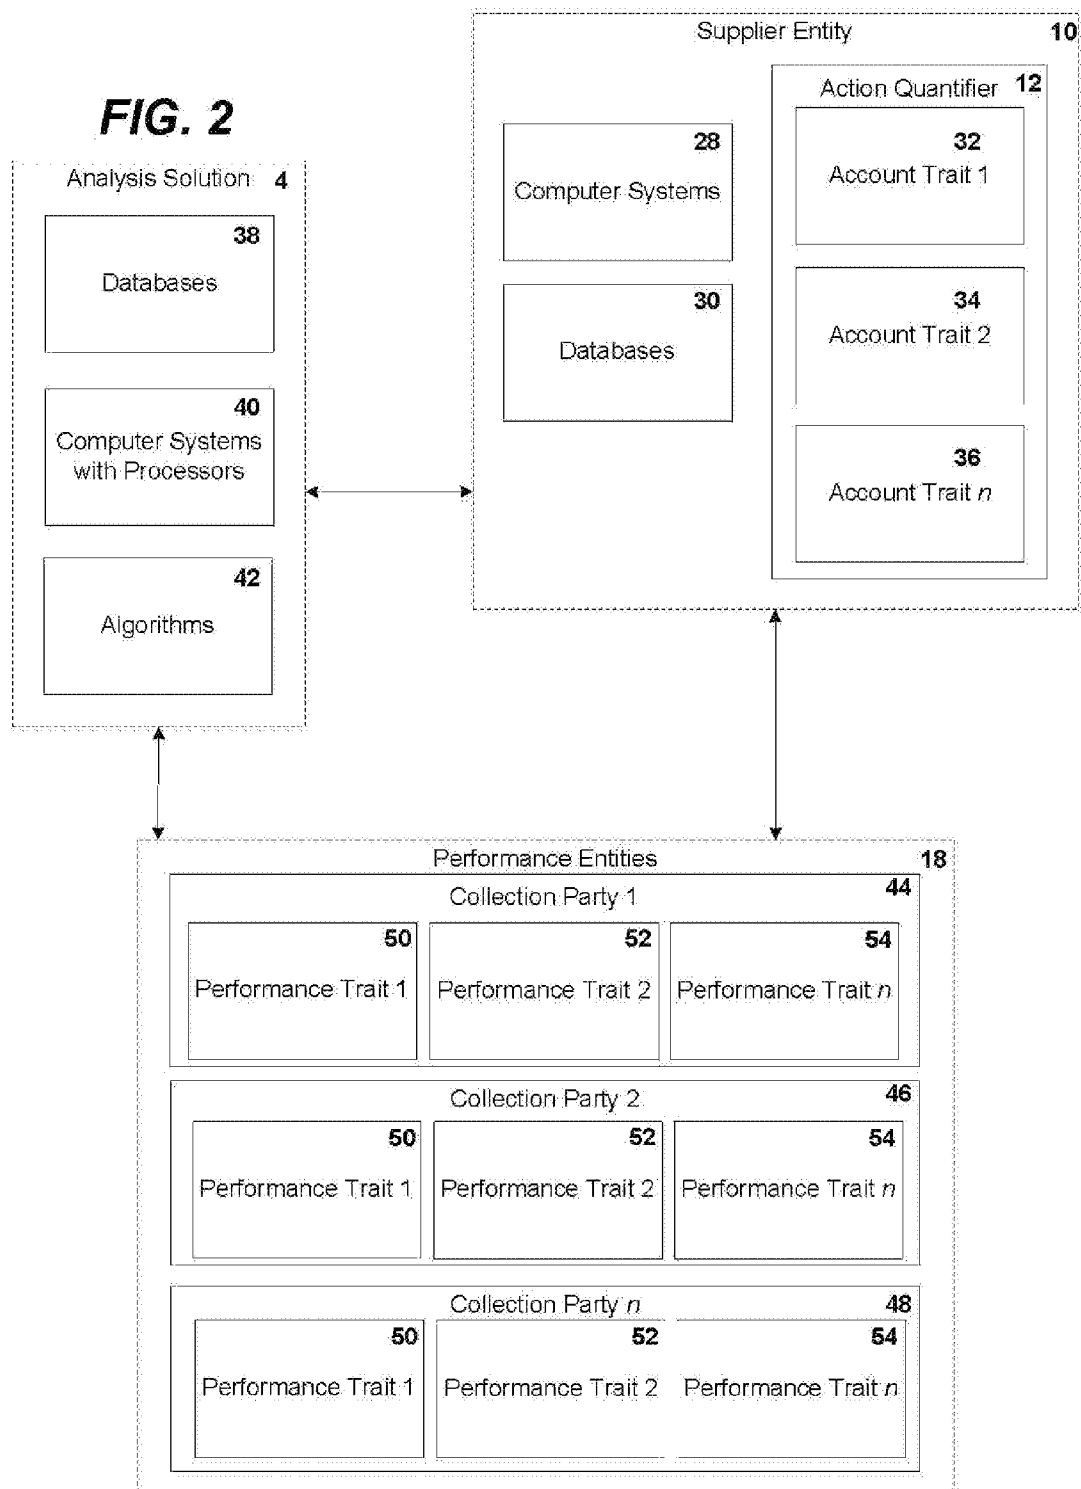 FIG. 2
Supplier Entity 10
Action Quantifier 12
28
Computer Systems
30
Databases
32
Account Trait 1
34
Account Trait 2
36
Account Trait n
Analysis Solution 4
38
Databases
40
Computer Systems
with Processors
42
Algorithms
Performance Entities 18
Collection Party 1 44
50 52 54
Performance Trait 1 Performance Trait 2 Performance Trait n
Collection Party 2 46
50 52 54
Performance Trait 1 Performance Trait 2 Performance Trait n
Collection Party n 48
50 52 54
Performance Trait 1 Performance Trait 2 Performance Trait n